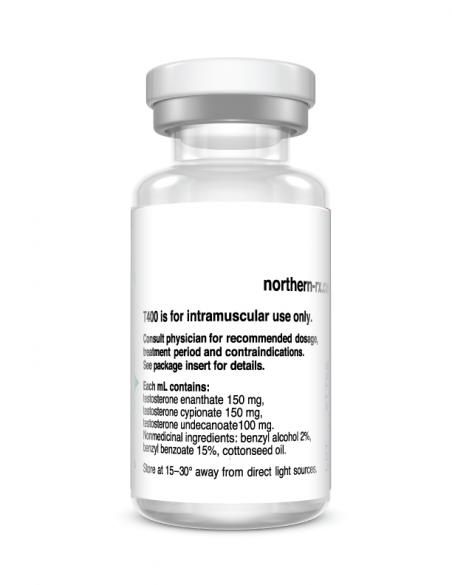 northern-rx.co
T400 is for intramuscular use only.
Consult physician for recommended dosage,
treatment period and contraindications.
See package insert for details.
Each mL contains:
testosterone enanthate 150 mg,
testosterone cypionate 150 mg,
testosterone undecanoate100 mg.
Nonmedicinal ingredients: benzyl alcohol 2%,
benzyl benzoate 15%, cottonseed oil.
Store at 15–30° away from direct light sources.